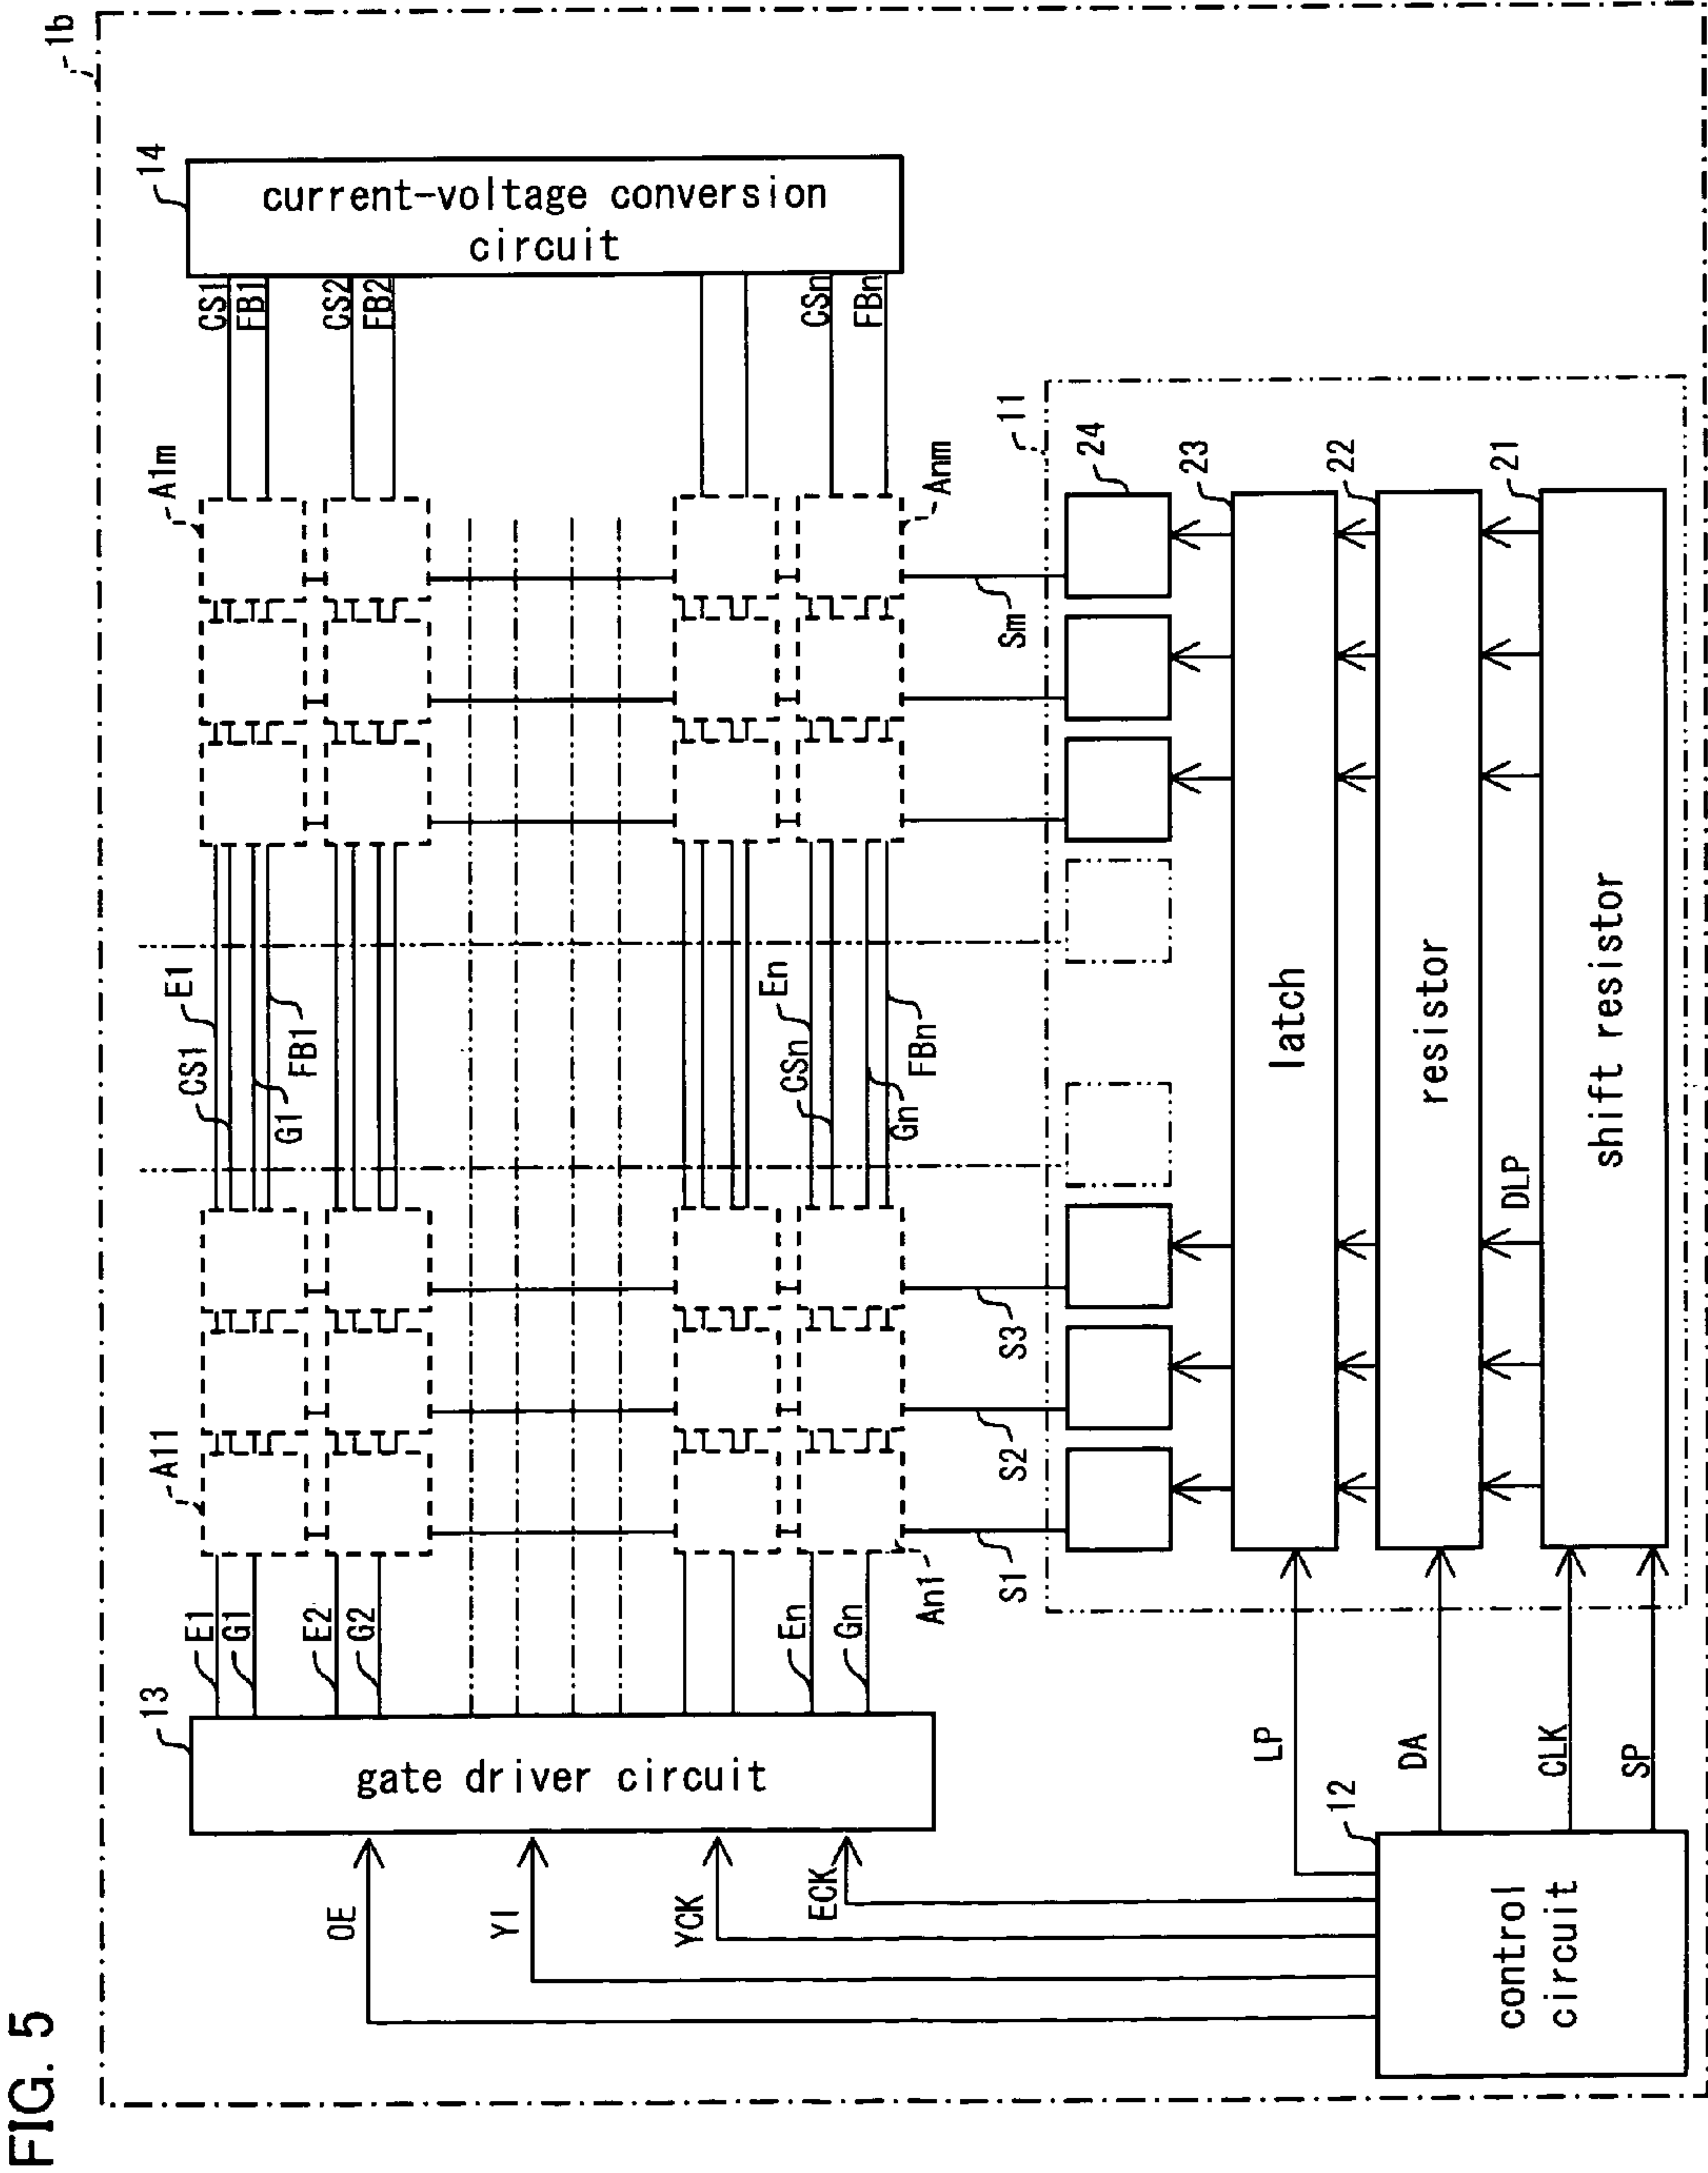 FIG. 5
1b
13
gate driver circuit
14
current-voltage conversion
circuit
E1
G1
E2
G2
En
Gn
A11
An1
CS1
E1
G1
FB1
CSn
En
Gn
FBn
A1m
Anm
CS1
FB1
CS2
FB2
CSn
FBn
OE
YI
YCK
ECK
S1
S2
S3
Sm
11
24
23
latch
22
resistor
DLP
21
shift resistor
LP
DA
CLK
SP
12
control
circuit